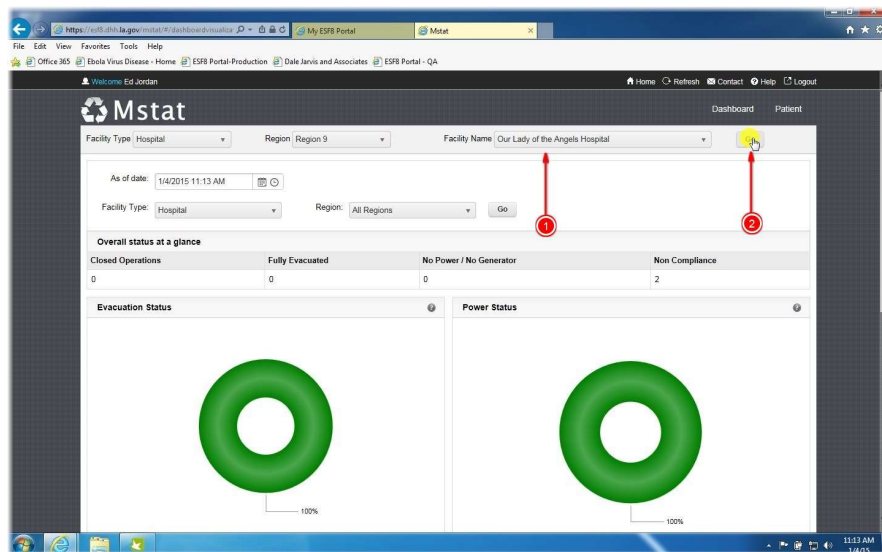 https://esf8.dhh.la.gov/mstat/#/dashboardvisualiza
My ESF8 Portal
Mstat
File Edit View Favorites Tools Help
Office 365 Ebola Virus Disease - Home ESF8 Portal-Production Dale Jarvis and Associates ESF8 Portal - QA
Welcome Ed Jordan Home Refresh Contact Help Logout
Mstat Dashboard Patient
Facility Type Hospital Region Region 9 Facility Name Our Lady of the Angels Hospital Go
As of date: 1/4/2015 11:13 AM
Facility Type: Hospital Region: All Regions Go
1 2
Overall status at a glance
Closed Operations Fully Evacuated No Power / No Generator Non Compliance
0 0 0 2
Evacuation Status Power Status
100%
100%
11:13 AM
1/4/15